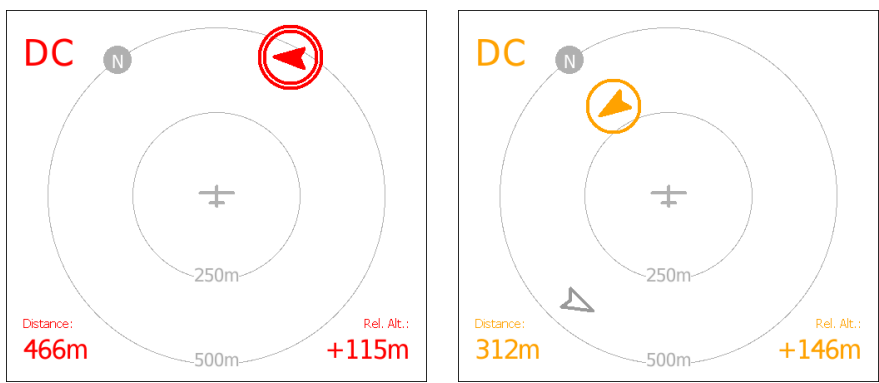 DC
N
250m
Distance:
466m
Rel. Alt.:
+115m
500m
DC
N
250m
Distance:
312m
Rel. Alt.:
+146m
500m